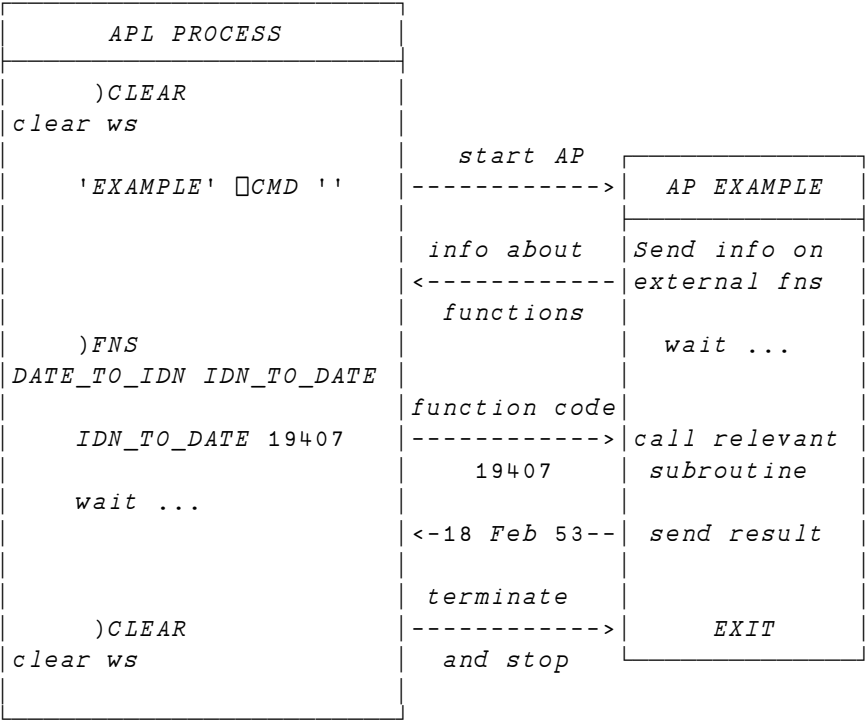 APL PROCESS
)CLEAR
clear ws
start AP
'EXAMPLE' ⎕CMD '' ------------> AP EXAMPLE
info about Send info on
<------------ external fns
functions
)FNS wait ...
DATE_TO_IDN IDN_TO_DATE
function code
IDN_TO_DATE 19407 ------------> call relevant
19407 subroutine
wait ...
<-18 Feb 53-- send result
terminate
)CLEAR ------------> EXIT
clear ws and stop